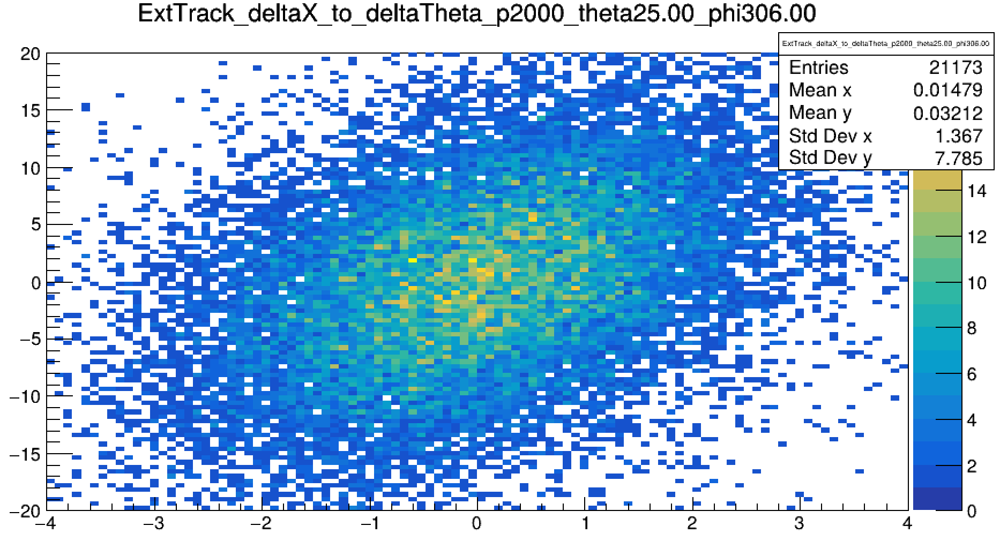 ExtTrack_deltaX_to_deltaTheta_p2000_theta25.00_phi306.00
ExtTrack_deltaX_to_deltaTheta_p2000_theta25.00_phi306.00
Entries 21173
Mean x 0.01479
Mean y 0.03212
Std Dev x 1.367
Std Dev y 7.785
20
15
10
5
0
−5
−10
−15
−20
−4 −3 −2 −1 0 1 2 3 4
14
12
10
8
6
4
2
0